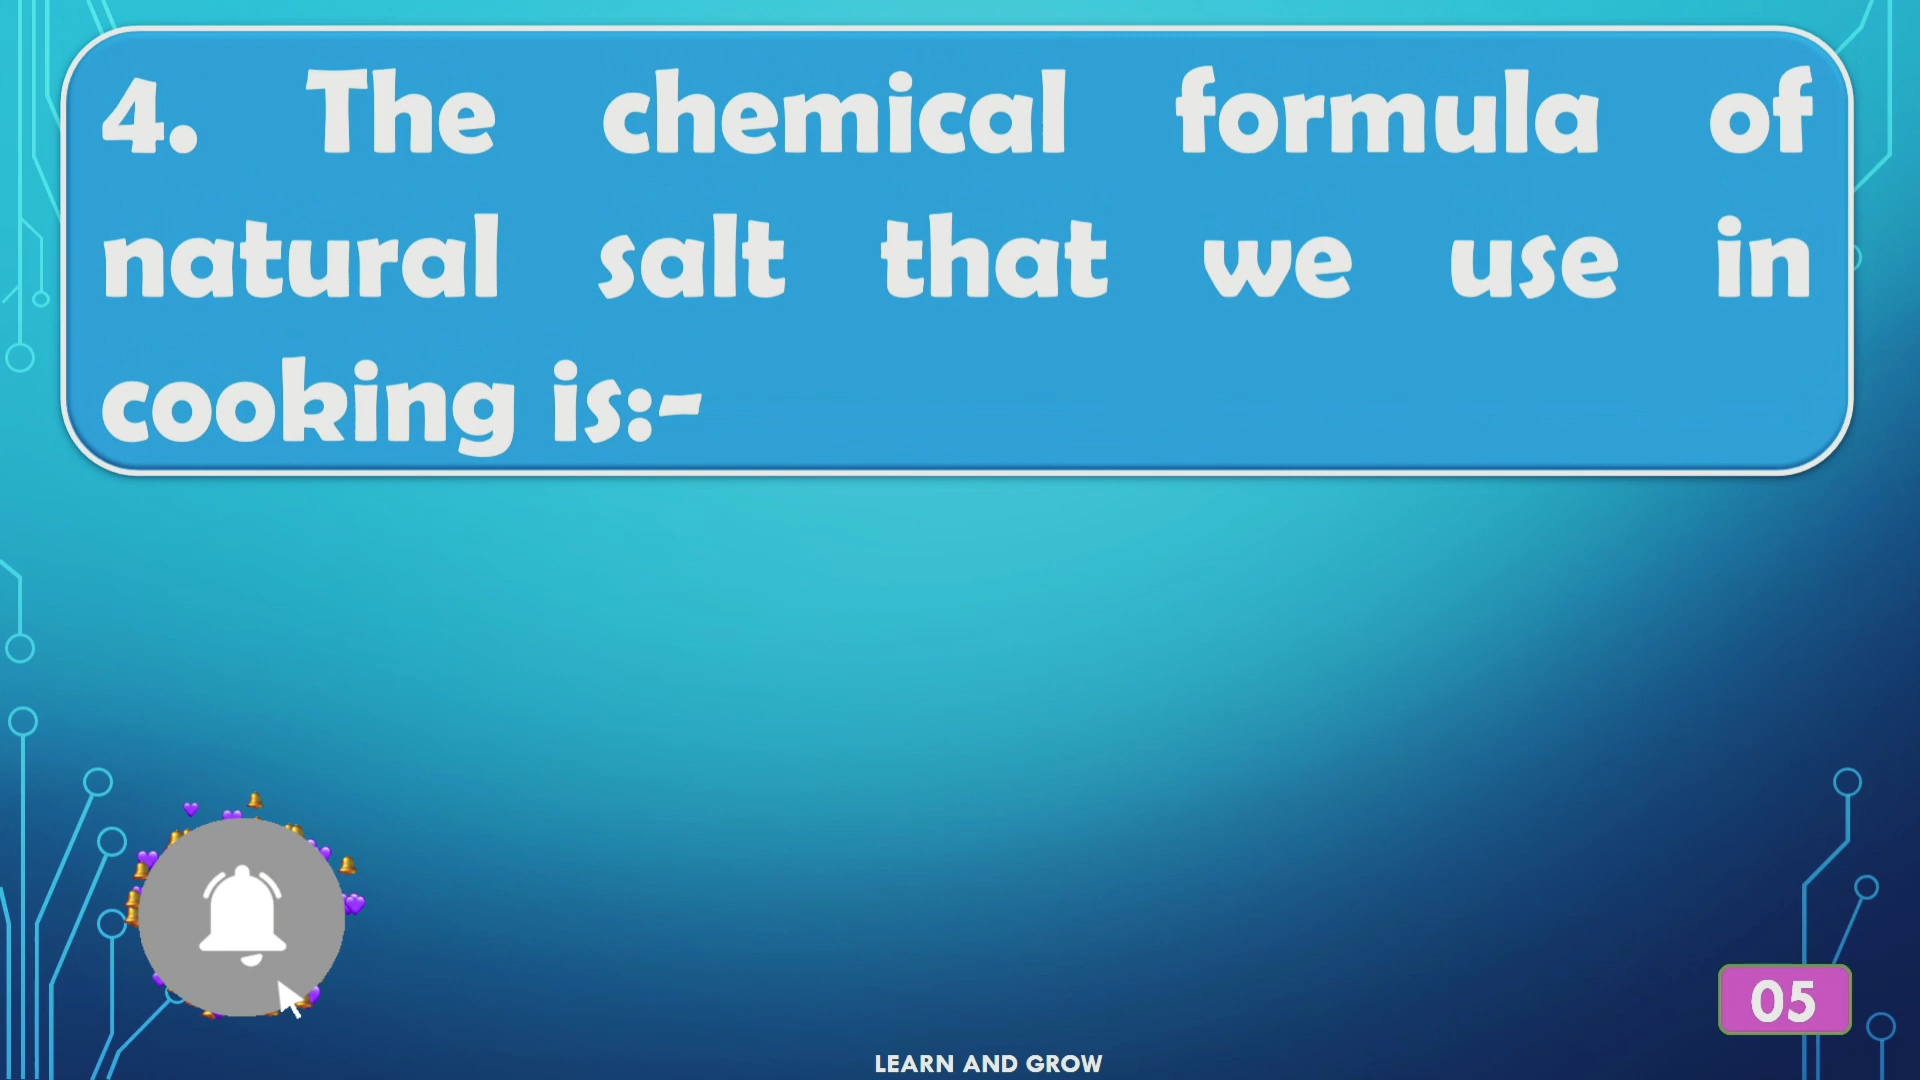 4. The chemical formula of
natural salt that we use in
cooking is:-
05
LEARN AND GROW